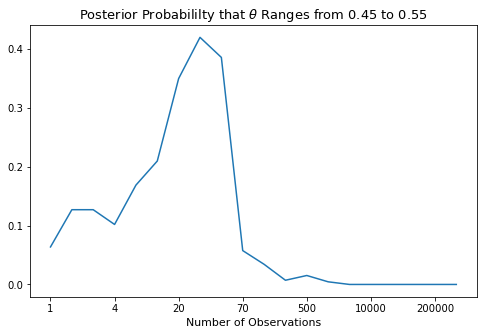 Posterior Probabililty that θ Ranges from 0.45 to 0.55
0.4
0.3
0.2
0.1
0.0
1 4 20 70 500 10000 200000
Number of Observations